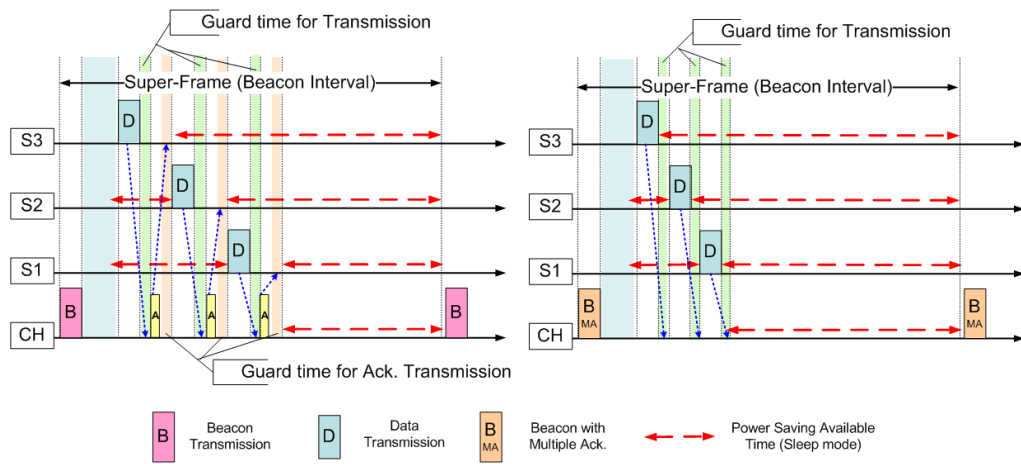 Guard time for Transmission
Super-Frame (Beacon Interval)
S3
D
S2
D
S1
D
CH
B
A
A
A
B
Guard time for Ack. Transmission
Guard time for Transmission
Super-Frame (Beacon Interval)
S3
D
S2
D
S1
D
CH
B
MA
B
MA
B
Beacon
Transmission
D
Data
Transmission
B
MA
Beacon with
Multiple Ack.
Power Saving Available
Time (Sleep mode)